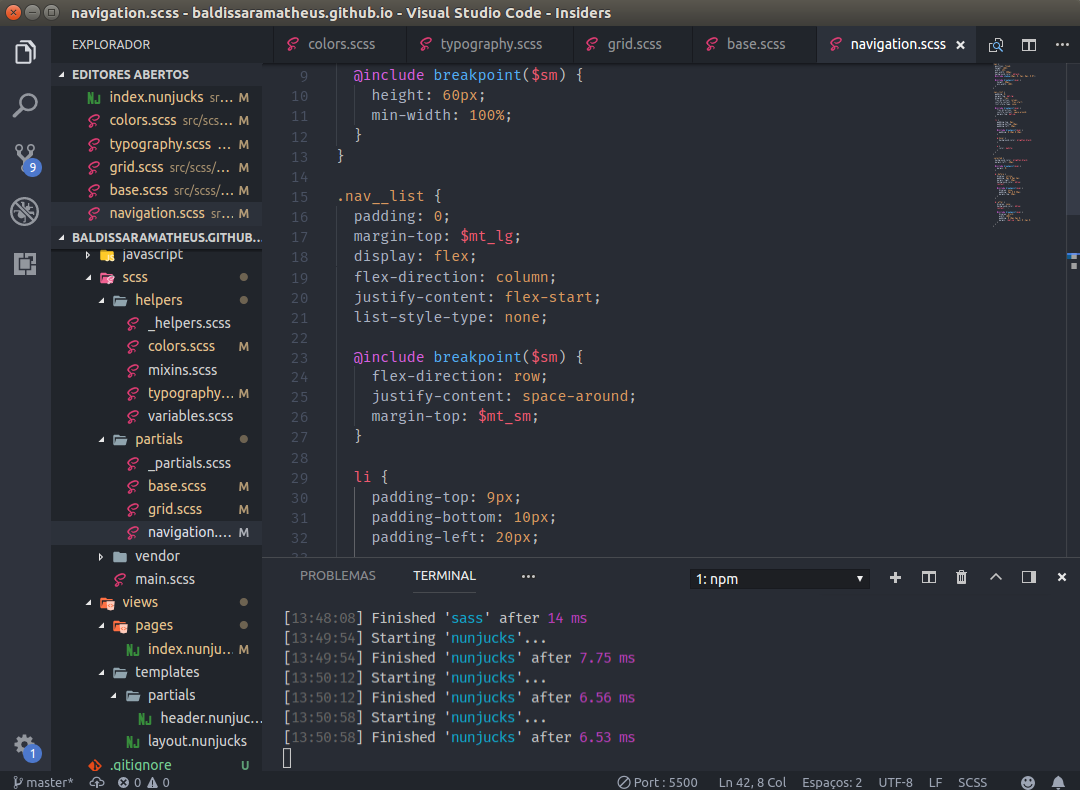 navigation.scss - baldissaramatheus.github.io - Visual Studio Code - Insiders
EXPLORADOR
colors.scss
typography.scss
grid.scss
base.scss
navigation.scss
EDITORES ABERTOS
index.nunjucks sr... M
colors.scss src/scs... M
typography.scss ... M
grid.scss src/scss/... M
base.scss src/scss/... M
navigation.scss sr... M
BALDISSARAMATHEUS.GITHUB...
javascript
scss
helpers
_helpers.scss
colors.scss M
mixins.scss
typography... M
variables.scss
partials
_partials.scss
base.scss M
grid.scss M
navigation.... M
vendor
main.scss
views
pages
index.nunju... M
templates
partials
header.nunjuc...
layout.nunjucks
.gitignore U
9
1
9 @include breakpoint($sm) {
10 height: 60px;
11 min-width: 100%;
12 }
13 }
14
15 .nav__list {
16 padding: 0;
17 margin-top: $mt_lg;
18 display: flex;
19 flex-direction: column;
20 justify-content: flex-start;
21 list-style-type: none;
22
23 @include breakpoint($sm) {
24 flex-direction: row;
25 justify-content: space-around;
26 margin-top: $mt_sm;
27 }
28
29 li {
30 padding-top: 9px;
31 padding-bottom: 10px;
32 padding-left: 20px;
PROBLEMAS
TERMINAL
...
1: npm
[13:48:08] Finished 'sass' after 14 ms
[13:49:54] Starting 'nunjucks'...
[13:49:54] Finished 'nunjucks' after 7.75 ms
[13:50:12] Starting 'nunjucks'...
[13:50:12] Finished 'nunjucks' after 6.56 ms
[13:50:58] Starting 'nunjucks'...
[13:50:58] Finished 'nunjucks' after 6.53 ms
master* 0 0 Port : 5500 Ln 42, 8 Col Espaços: 2 UTF-8 LF SCSS